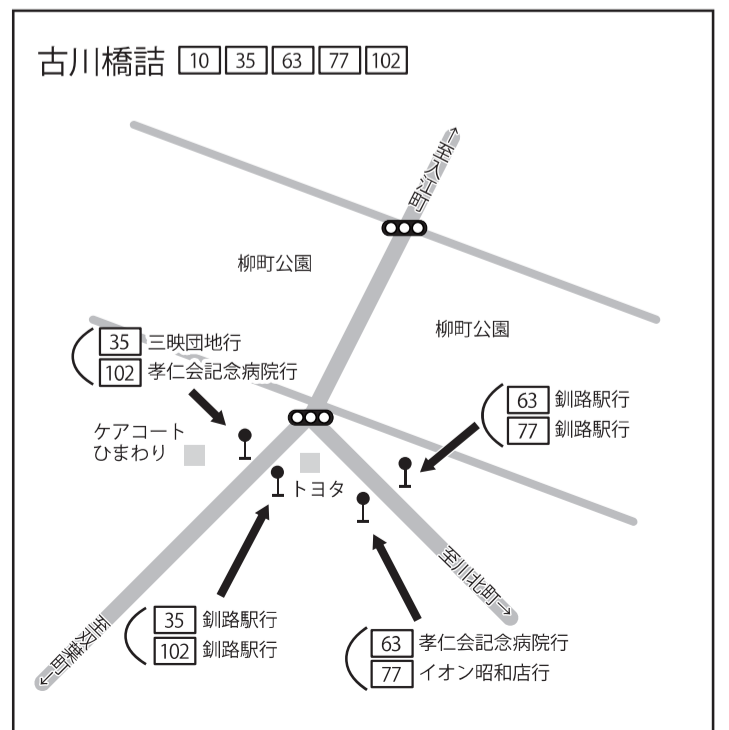 古川橋詰 10 35 63 77 102
↑至入江町
柳町公園
柳町公園
35 三映団地行
102 孝仁会記念病院行
63 釧路駅行
77 釧路駅行
ケアコート
ひまわり
トヨタ
至川北町→
35 釧路駅行
102 釧路駅行
63 孝仁会記念病院行
77 イオン昭和店行
←至双葉町